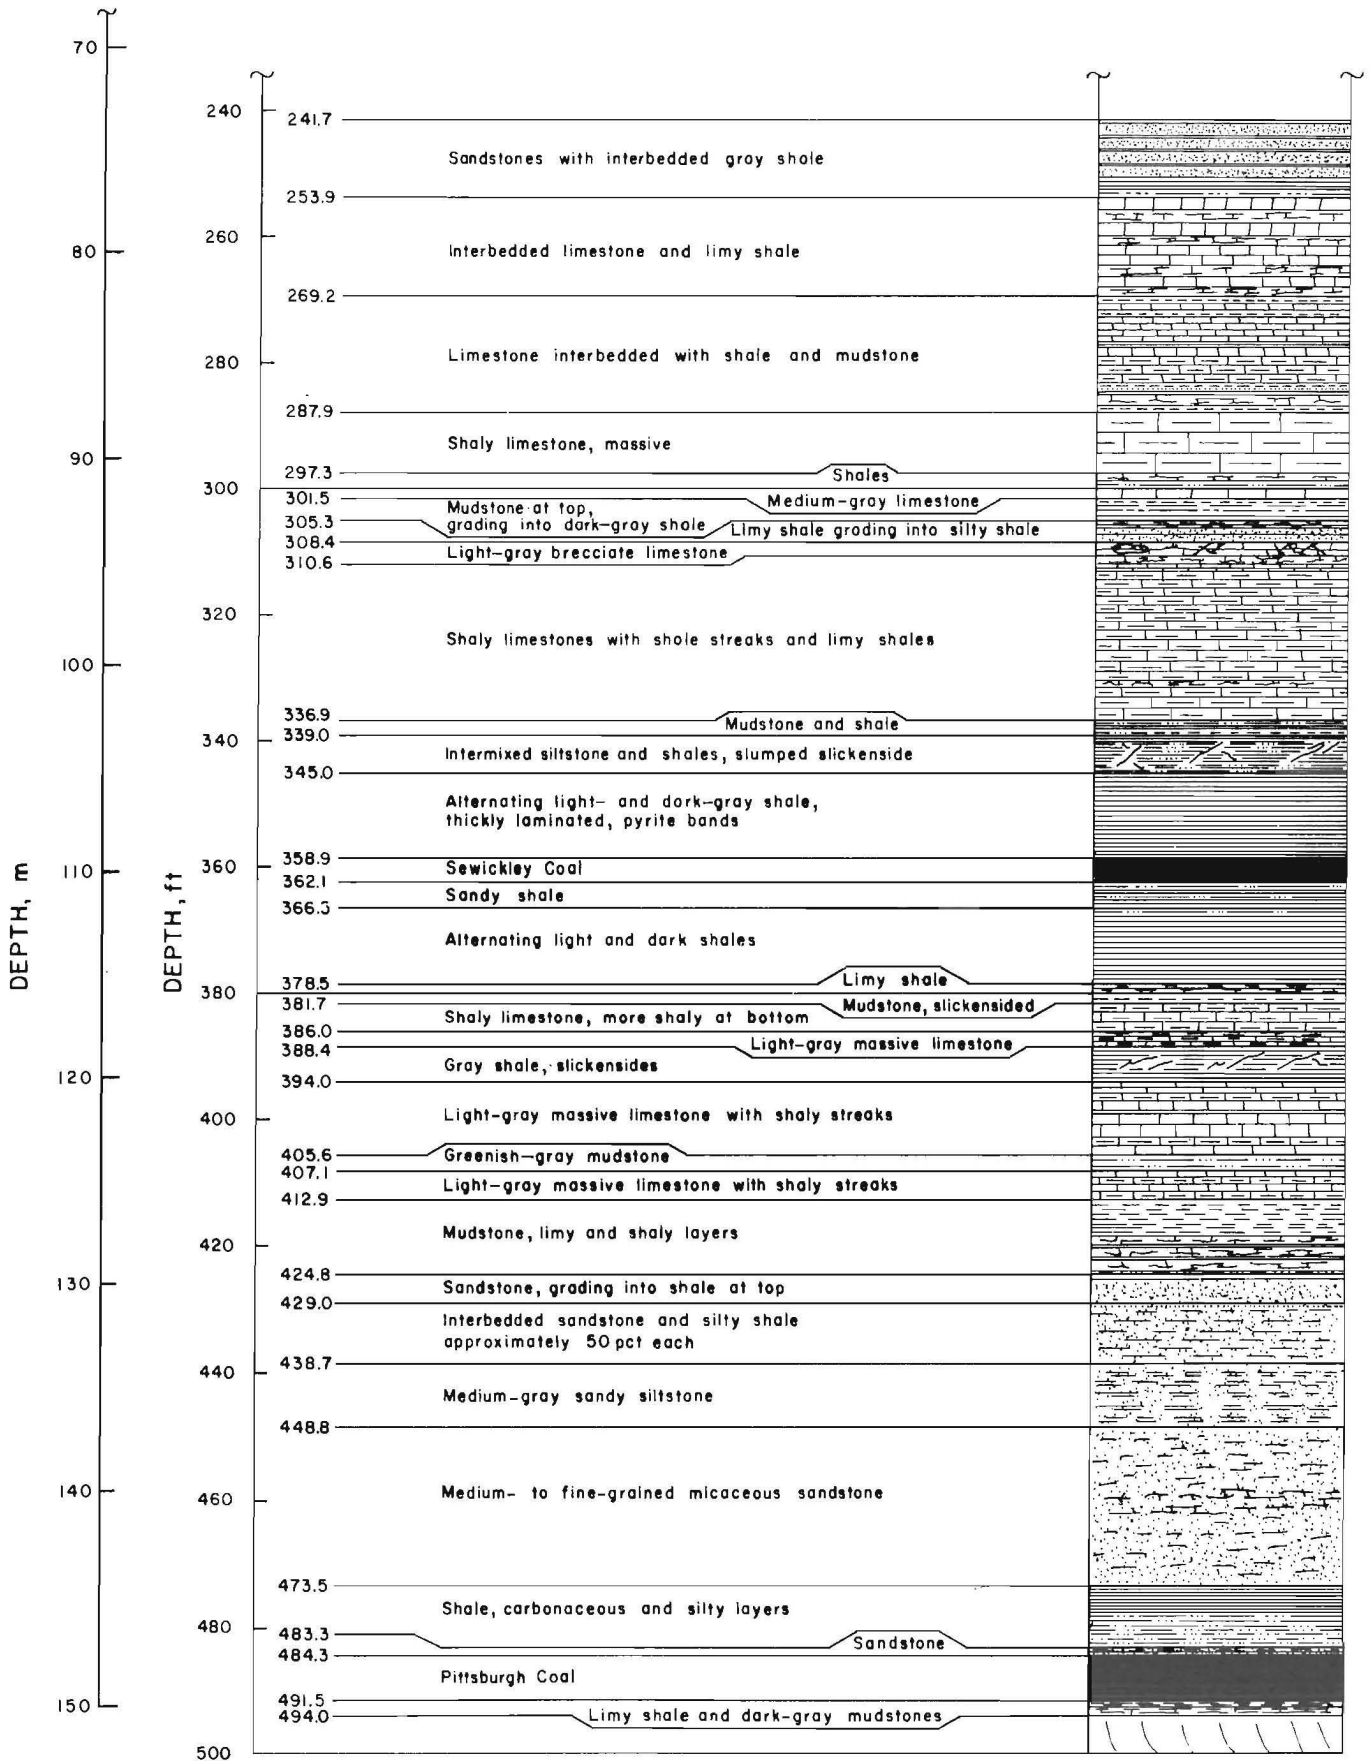 70
240
241.7
Sandstones with interbedded gray shale
253.9
260
80
Interbedded limestone and limy shale
269.2
Limestone interbedded with shale and mudstone
280
287.9
Shaly limestone, massive
90
297.3
Shales
300
301.5
Medium-gray limestone
Mudstone at top,
grading into dark-gray shale
305.3
Limy shale grading into silty shale
308.4
Light-gray brecciate limestone
310.6
320
Shaly limestones with shole streaks and limy shales
100
336.9
Mudstone and shale
339.0
340
Intermixed siltstone and shales, slumped slickenside
345.0
Alternating light- and dark-gray shale,
thickly laminated, pyrite bands
358.9
360
Sewickley Coal
110
362.1
Sandy shale
366.3
DEPTH, m
DEPTH, ft
Alternating light and dark shales
378.5
Limy shale
380
381.7
Mudstone, slickensided
Shaly limestone, more shaly at bottom
386.0
388.4
Light-gray massive limestone
Gray shale, slickensides
120
394.0
400
Light-gray massive limestone with shaly streaks
405.6
Greenish-gray mudstone
407.1
Light-gray massive limestone with shaly streaks
412.9
Mudstone, limy and shaly layers
420
424.8
130
Sandstone, grading into shale at top
429.0
Interbedded sandstone and silty shale
approximately 50 pct each
438.7
440
Medium-gray sandy siltstone
448.8
140
460
Medium- to fine-grained micaceous sandstone
473.5
Shale, carbonaceous and silty layers
480
483.3
Sandstone
484.3
Pittsburgh Coal
491.5
150
494.0
Limy shale and dark-gray mudstones
500